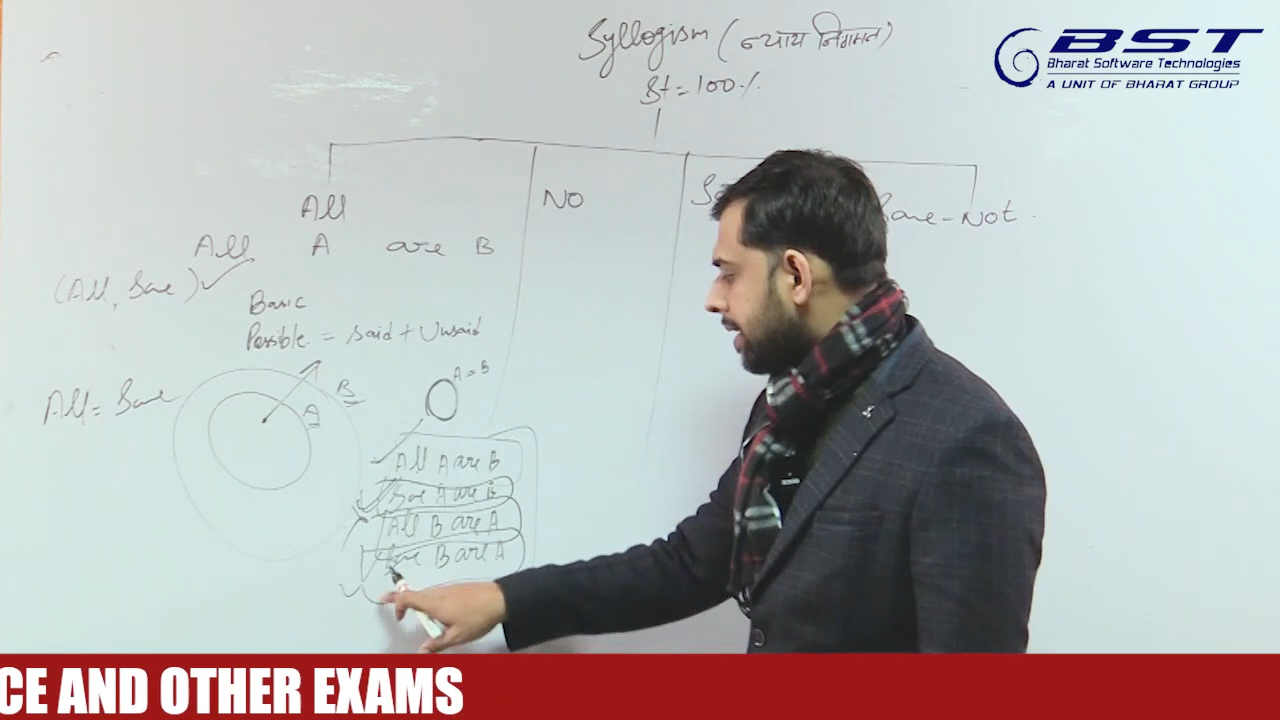 Syllogism (न्याय निगमन)
St = 100%
BST
Bharat Software Technologies
A UNIT OF BHARAT GROUP
All
NO
Some-Not
All A are B
(All, Some)
Basic
Possible = Said + Unsaid
All = Some
B
A
A = B
All A are B
Some A are B
All B are A
Some B are A
CE AND OTHER EXAMS